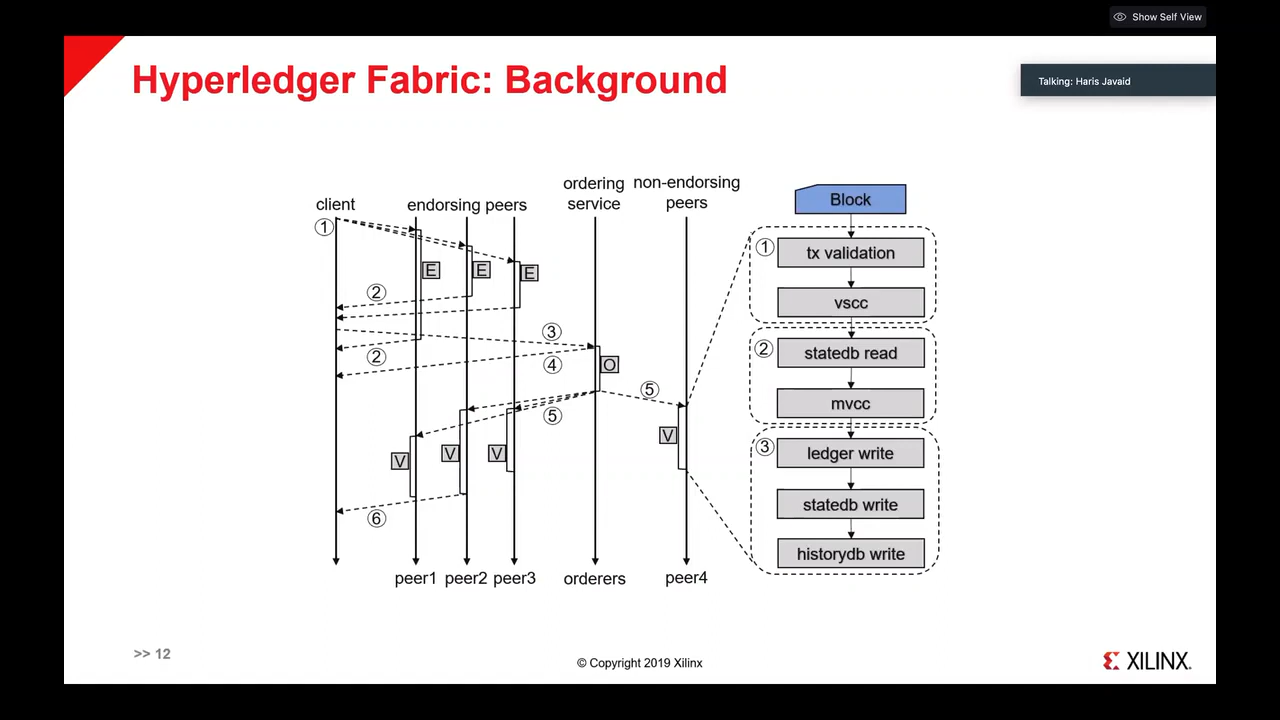 Show Self View
Hyperledger Fabric: Background
Talking: Haris Javaid
client
endorsing peers
ordering
service
non-endorsing
peers
①
E
E
E
②
②
③
④
O
⑤
⑤
V
V
V
V
⑥
peer1
peer2
peer3
orderers
peer4
Block
①
tx validation
vscc
②
statedb read
mvcc
③
ledger write
statedb write
historydb write
>> 12
© Copyright 2019 Xilinx
XILINX.